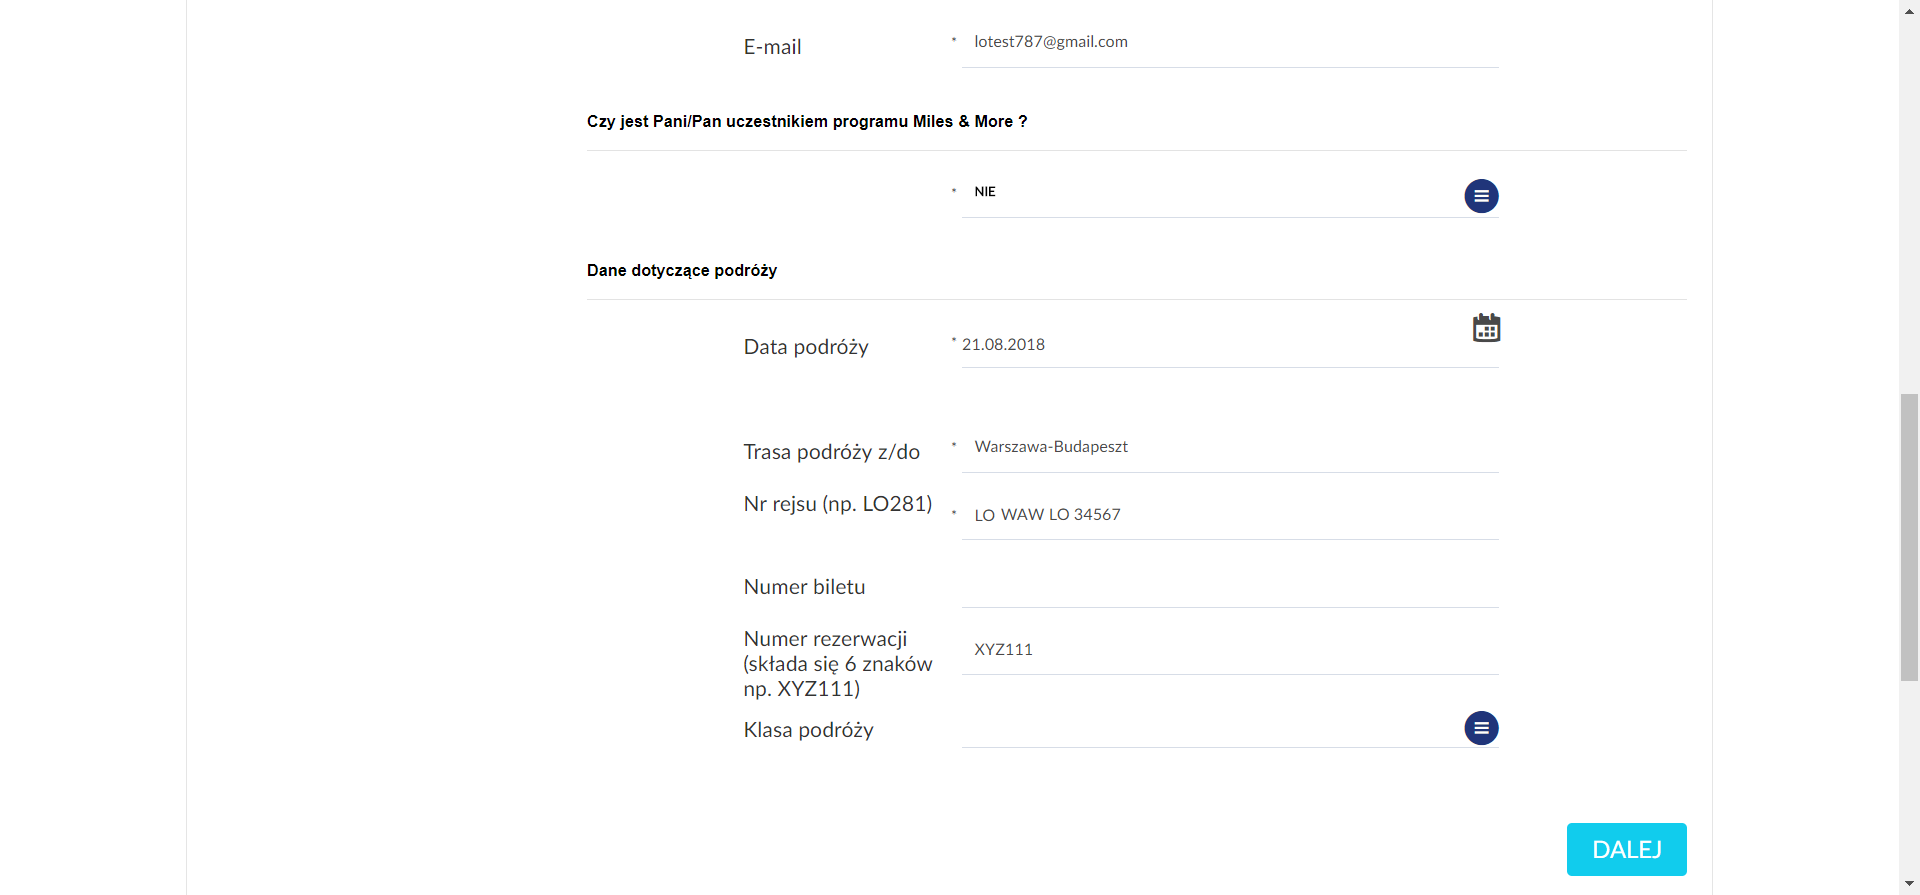 E-mail * lotest787@gmail.com
Czy jest Pani/Pan uczestnikiem programu Miles & More ?
* NIE
Dane dotyczące podróży
Data podróży * 21.08.2018
Trasa podróży z/do * Warszawa-Budapeszt
Nr rejsu (np. LO281) * LO WAW LO 34567
Numer biletu
Numer rezerwacji
(składa się 6 znaków
np. XYZ111)
XYZ111
Klasa podróży
DALEJ